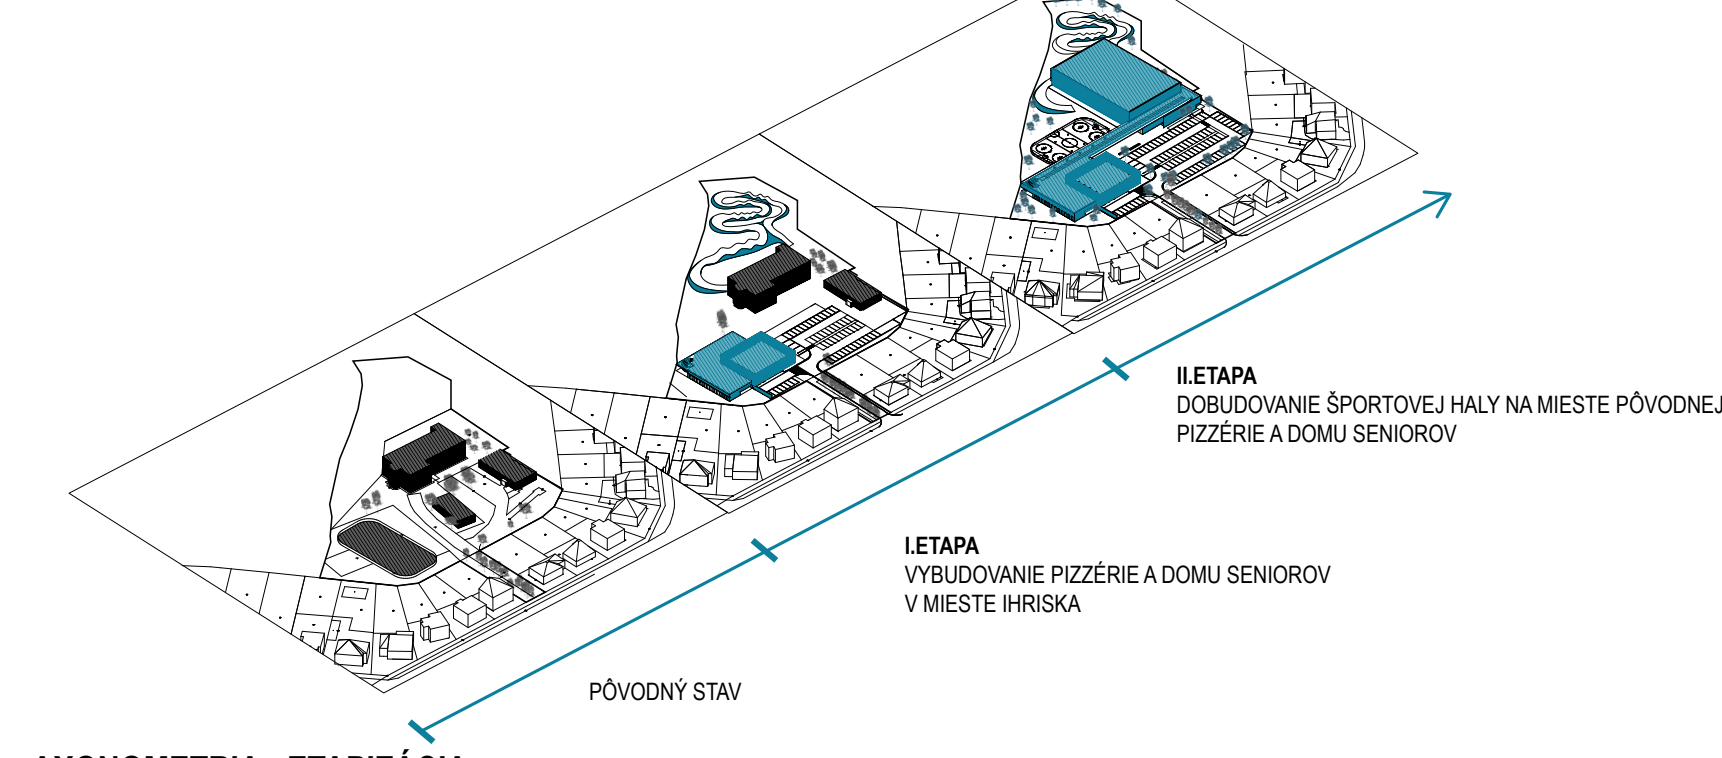 II.ETAPA
DOBUDOVANIE ŠPORTOVEJ HALY NA MIESTE PÔVODNEJ
PIZZÉRIE A DOMU SENIOROV
I.ETAPA
VYBUDOVANIE PIZZÉRIE A DOMU SENIOROV
V MIESTE IHRISKA
PÔVODNÝ STAV